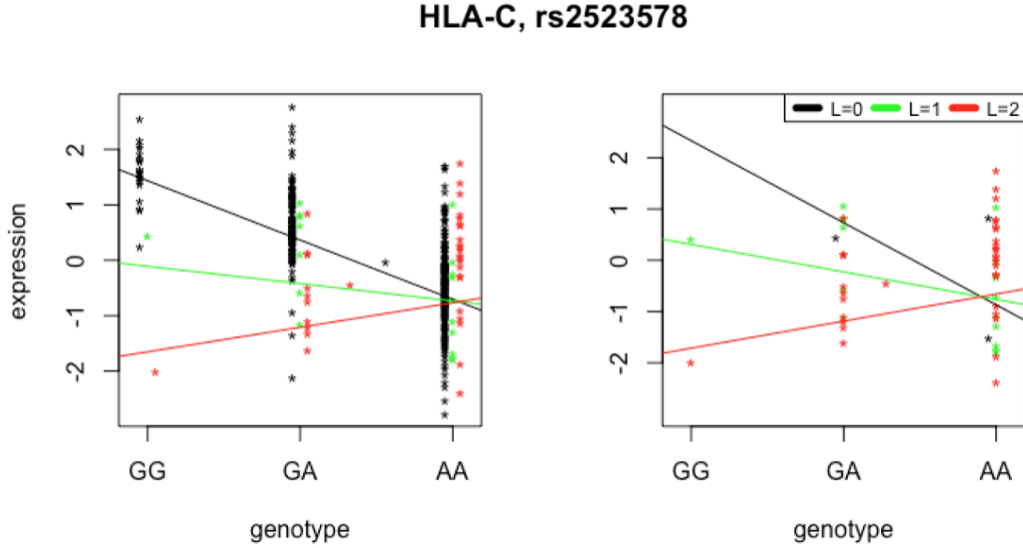 HLA-C, rs2523578
expression
2
1
0
-1
-2
GG GA AA
genotype
L=0 L=1 L=2
2
1
0
-1
-2
GG GA AA
genotype